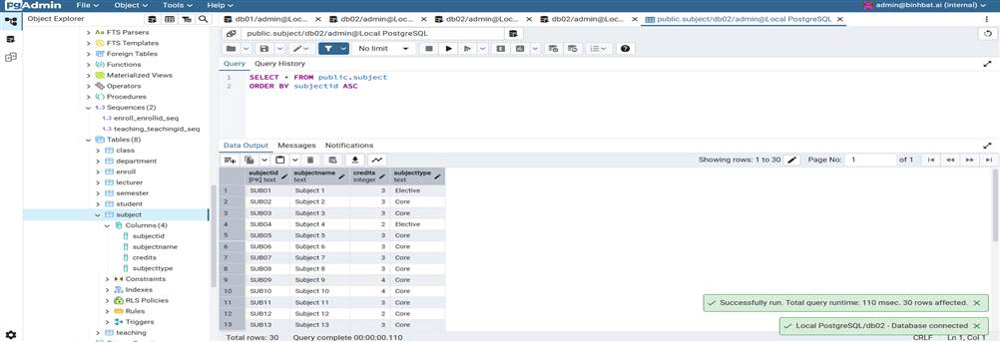 pgAdmin File Object Tools Help admin@binhbat.ai (internal)
Object Explorer
db01/admin@Loc... db02/admin@Loc... db02/admin@Loc... db02/admin@Loc... public.subject/db02/admin@Local PostgreSQL
FTS Parsers
FTS Templates
Foreign Tables
Functions
Materialized Views
Operators
Procedures
Sequences (2)
enroll_enrollid_seq
teaching_teachingid_seq
Tables (8)
class
department
enroll
lecturer
semester
student
subject
Columns (4)
subjectid
subjectname
credits
subjecttype
Constraints
Indexes
RLS Policies
Rules
Triggers
teaching
public.subject/db02/admin@Local PostgreSQL
No limit
Query Query History
1 SELECT * FROM public.subject
2 ORDER BY subjectid ASC
Data Output Messages Notifications
Showing rows: 1 to 30 Page No: 1 of 1
subjectid subjectname credits subjecttype
[PK] text text integer text
1 SUB01 Subject 1 3 Elective
2 SUB02 Subject 2 3 Core
3 SUB03 Subject 3 3 Core
4 SUB04 Subject 4 2 Elective
5 SUB05 Subject 5 3 Core
6 SUB06 Subject 6 3 Core
7 SUB07 Subject 7 3 Core
8 SUB08 Subject 8 3 Core
9 SUB09 Subject 9 4 Core
10 SUB10 Subject 10 4 Core
11 SUB11 Subject 11 3 Core
12 SUB12 Subject 12 2 Core
13 SUB13 Subject 13 3 Core
Successfully run. Total query runtime: 110 msec. 30 rows affected.
Local PostgreSQL/db02 - Database connected
Total rows: 30 Query complete 00:00:00.110 CRLF Ln 1, Col 1